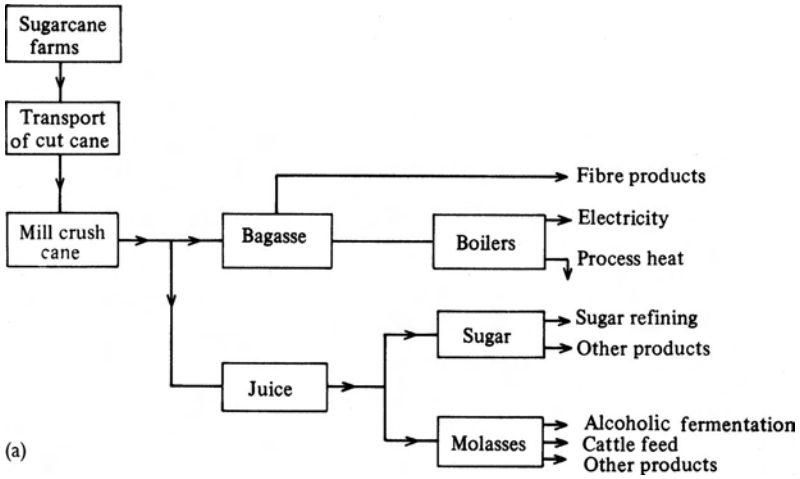 Sugarcane
farms
Transport
of cut cane
Mill crush
cane
Bagasse
Boilers
Fibre products
Electricity
Process heat
Juice
Sugar
Sugar refining
Other products
Molasses
Alcoholic fermentation
Cattle feed
Other products
(a)